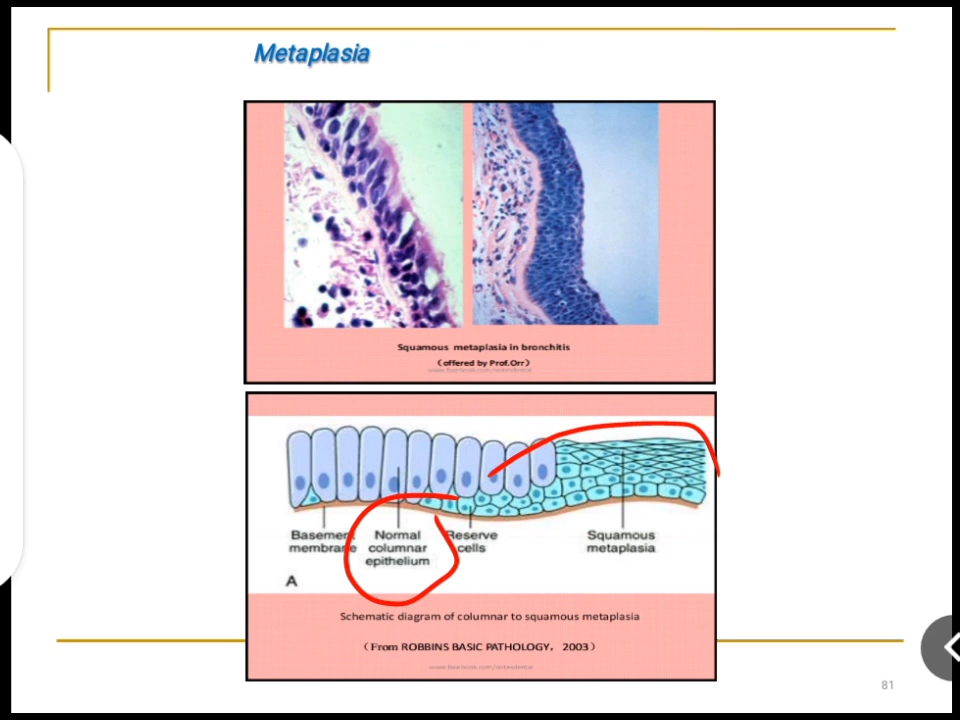 Metaplasia
Squamous metaplasia in bronchitis
(offered by Prof.Orr)
Basement membrane
Normal columnar epithelium
Reserve cells
Squamous metaplasia
A
Schematic diagram of columnar to squamous metaplasia
(From ROBBINS BASIC PATHOLOGY, 2003)
81